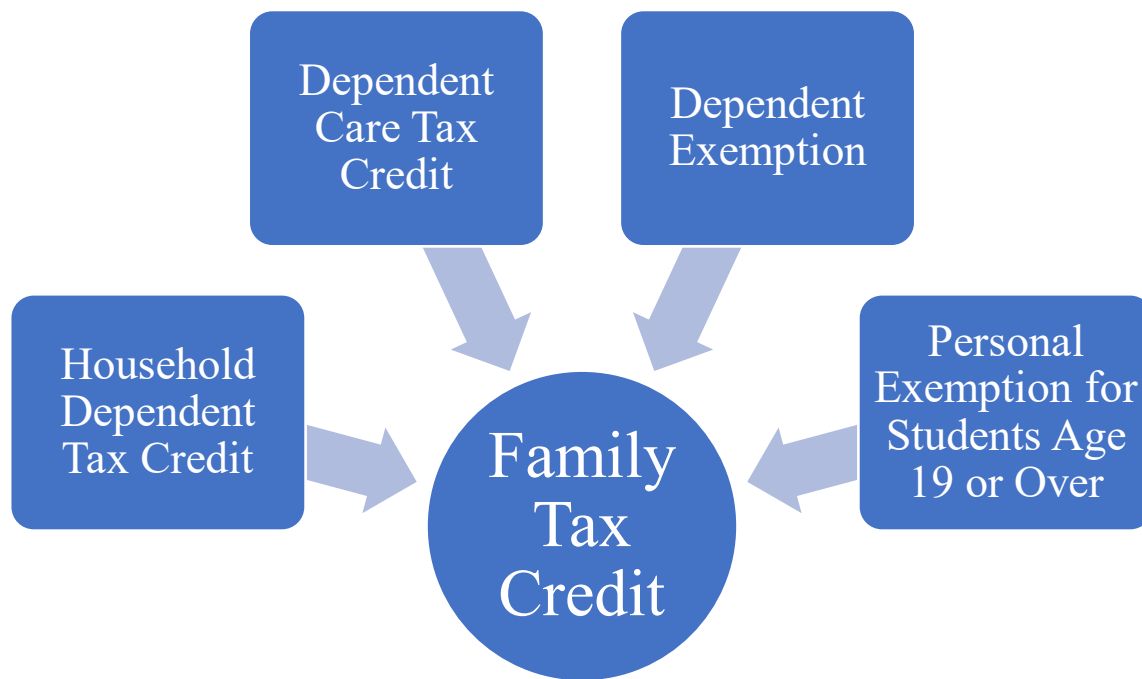 Dependent
Care Tax
Credit
Dependent
Exemption
Household
Dependent
Tax Credit
Personal
Exemption for
Students Age
19 or Over
Family
Tax
Credit